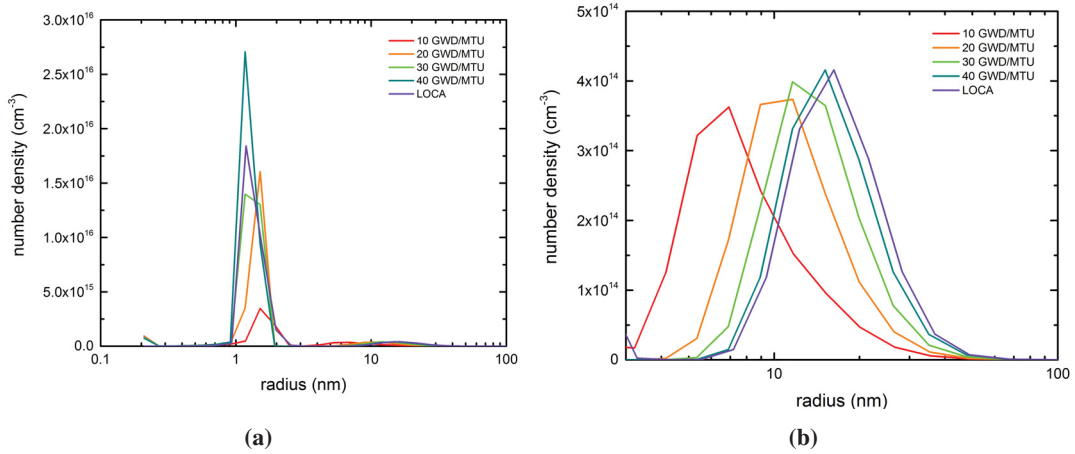 3.0x10^16
2.5x10^16
2.0x10^16
1.5x10^16
1.0x10^16
5.0x10^15
0.0
number density (cm^-3)
10 GWD/MTU
20 GWD/MTU
30 GWD/MTU
40 GWD/MTU
LOCA
0.1 1 10 100
radius (nm)
(a)
5x10^14
4x10^14
3x10^14
2x10^14
1x10^14
0
number density (cm^-3)
10 GWD/MTU
20 GWD/MTU
30 GWD/MTU
40 GWD/MTU
LOCA
10 100
radius (nm)
(b)